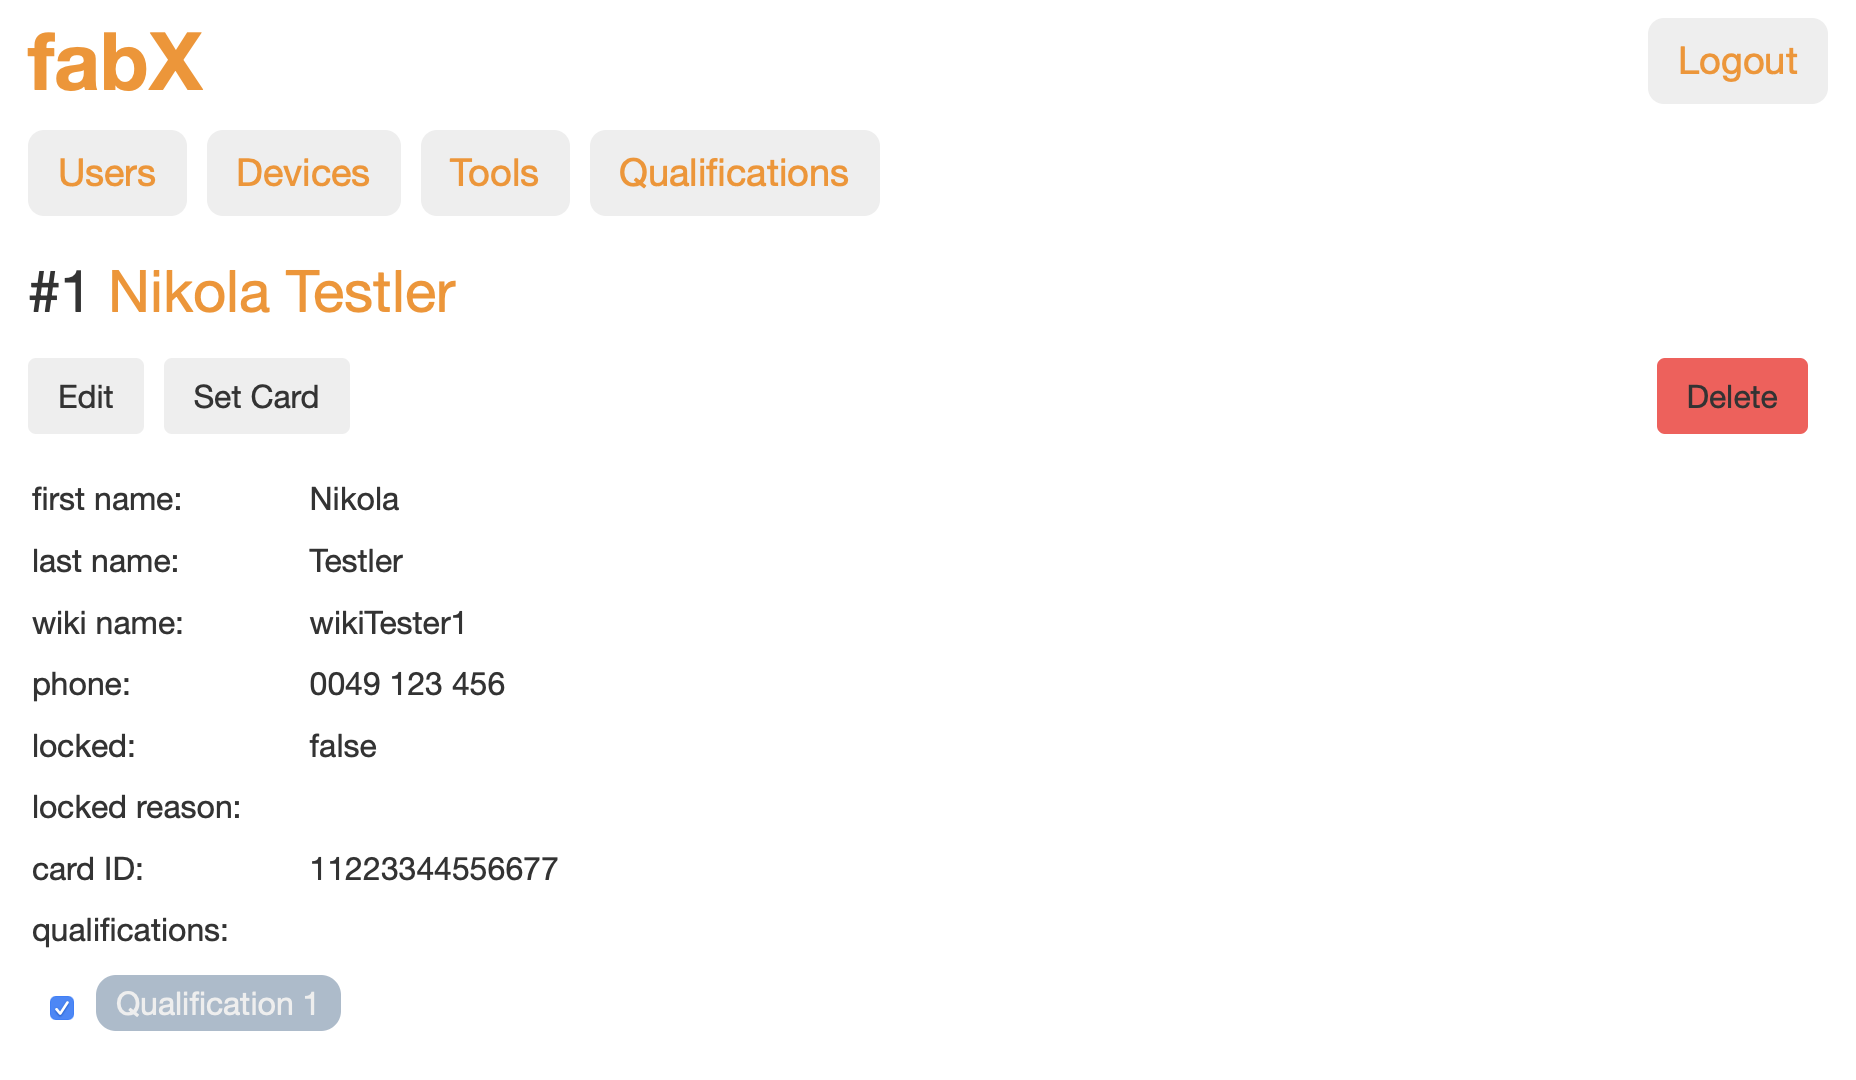 fabX Logout
Users Devices Tools Qualifications
#1 Nikola Testler
Edit Set Card Delete
first name: Nikola
last name: Testler
wiki name: wikiTester1
phone: 0049 123 456
locked: false
locked reason:
card ID: 11223344556677
qualifications:
Qualification 1